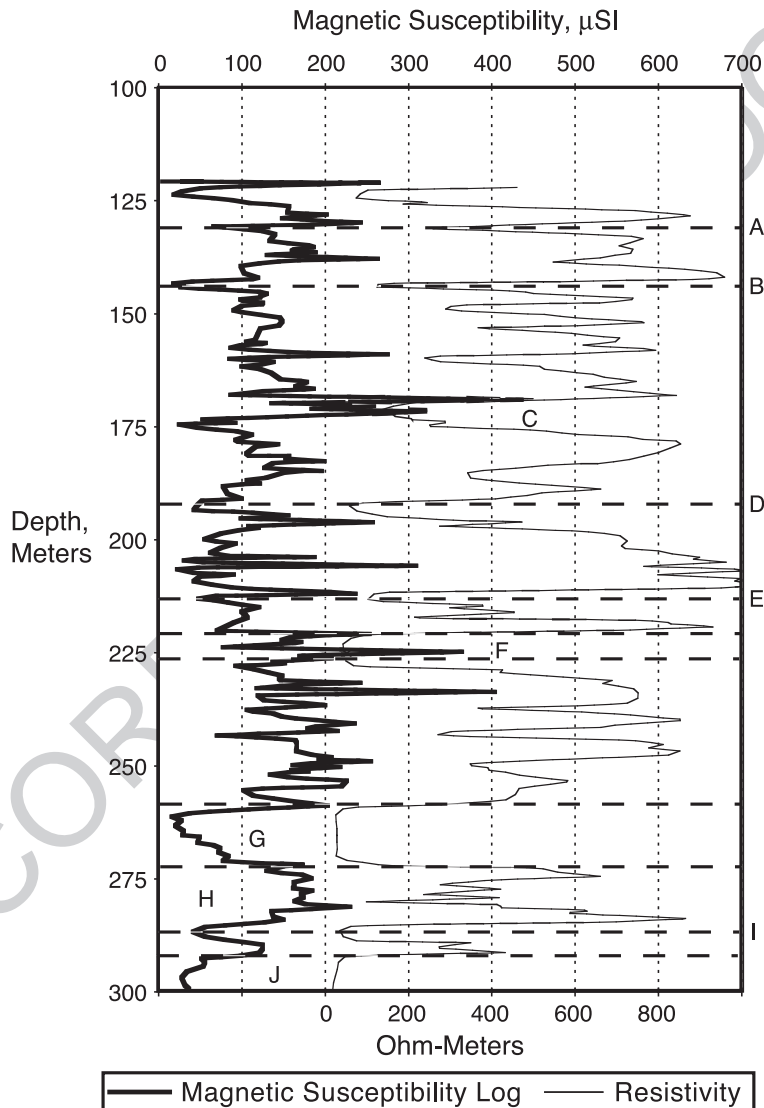 Magnetic Susceptibility, μSI
0 100 200 300 400 500 600 700
100
125
A
B
150
C
175
D
Depth,
Meters
200
E
F
225
250
G
275
H
I
J
300
0 200 400 600 800
Ohm-Meters
Magnetic Susceptibility Log Resistivity